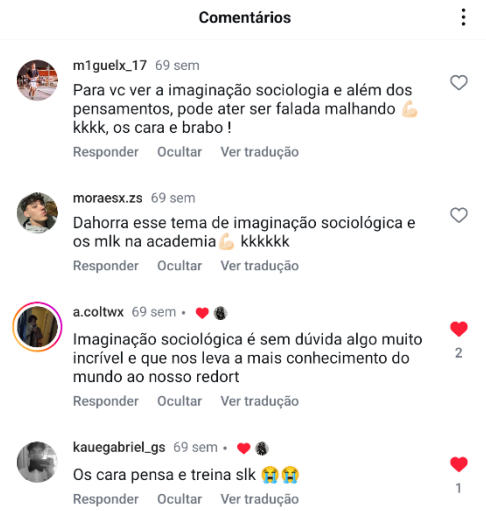 Comentários
m1guelx_17 69 sem
Para vc ver a imaginação sociologia e além dos
pensamentos, pode ater ser falada malhando 💪🏻
kkkk, os cara e brabo !
Responder Ocultar Ver tradução
moraesx.zs 69 sem
Dahorra esse tema de imaginação sociológica e
os mlk na academia💪🏻 kkkkkk
Responder Ocultar Ver tradução
a.coltwx 69 sem •
Imaginação sociológica é sem dúvida algo muito
incrível e que nos leva a mais conhecimento do
mundo ao nosso redort
2
Responder Ocultar Ver tradução
kauegabriel_gs 69 sem •
Os cara pensa e treina slk 😭😭
1
Responder Ocultar Ver tradução